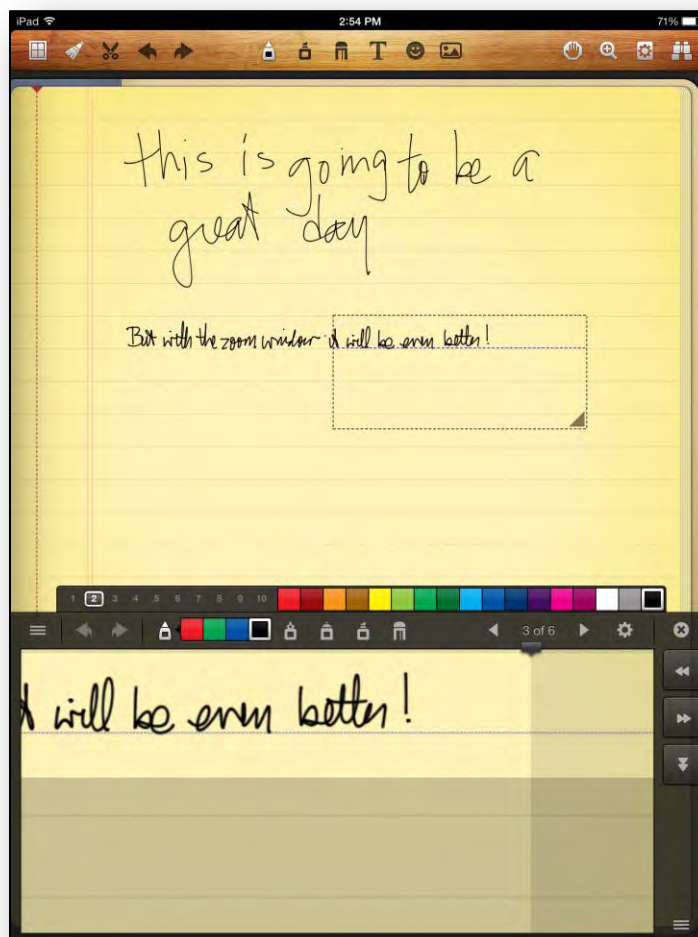 iPad 2:54 PM 71%
T
this is going to be a
great day
But with the zoom window it will be even better!
1 2 3 4 5 6 7 8 9 10
3 of 6
it will be even better!